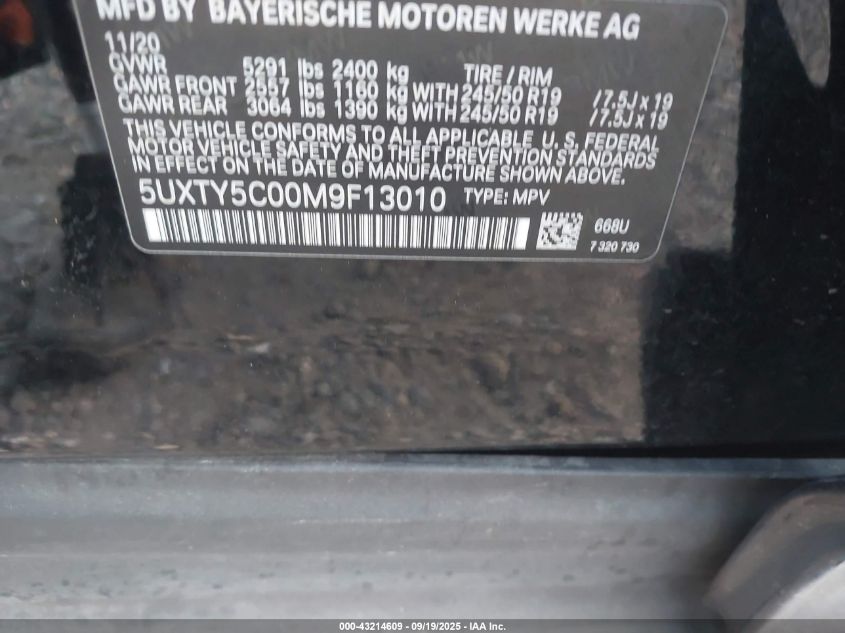 MFD BY BAYERISCHE MOTOREN WERKE AG
11/20
GVWR 5291 lbs 2400 kg TIRE / RIM
GAWR FRONT 2557 lbs 1160 kg WITH 245/50 R19 / 7.5J x 19
GAWR REAR 3064 lbs 1390 kg WITH 245/50 R19 / 7.5J x 19
THIS VEHICLE CONFORMS TO ALL APPLICABLE U. S. FEDERAL
MOTOR VEHICLE SAFETY AND THEFT PREVENTION STANDARDS
IN EFFECT ON THE DATE OF MANUFACTURE SHOWN ABOVE.
5UXTY5C00M9F13010 TYPE: MPV
668U
7 320 730
000-43214609 - 09/19/2025 - IAA Inc.